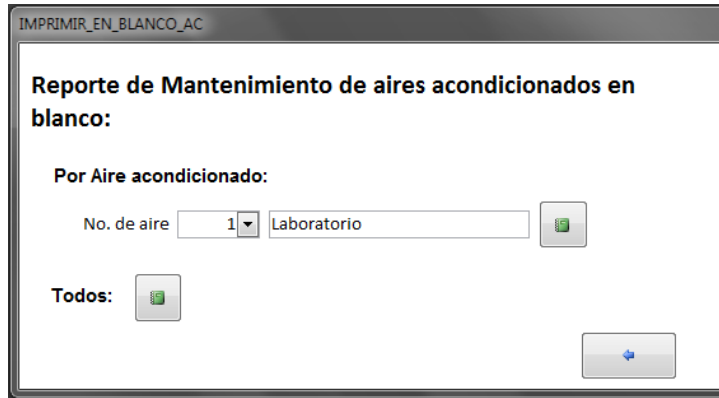 IMPRIMIR_EN_BLANCO_AC
Reporte de Mantenimiento de aires acondicionados en
blanco:
Por Aire acondicionado:
No. de aire 1 Laboratorio
Todos: